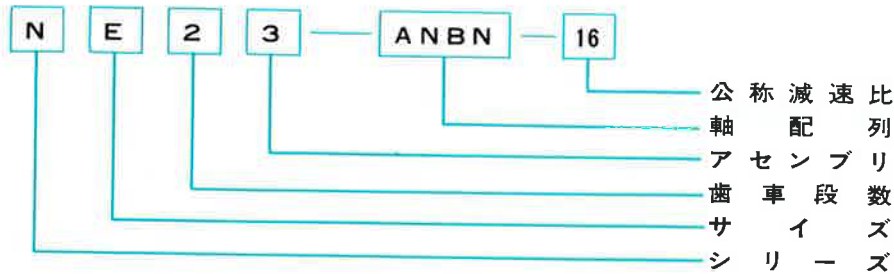 N E 2 3 — ANBN — 16
公称減速比
軸配列
アセンブリ
歯車段数
サイズ
シリーズ